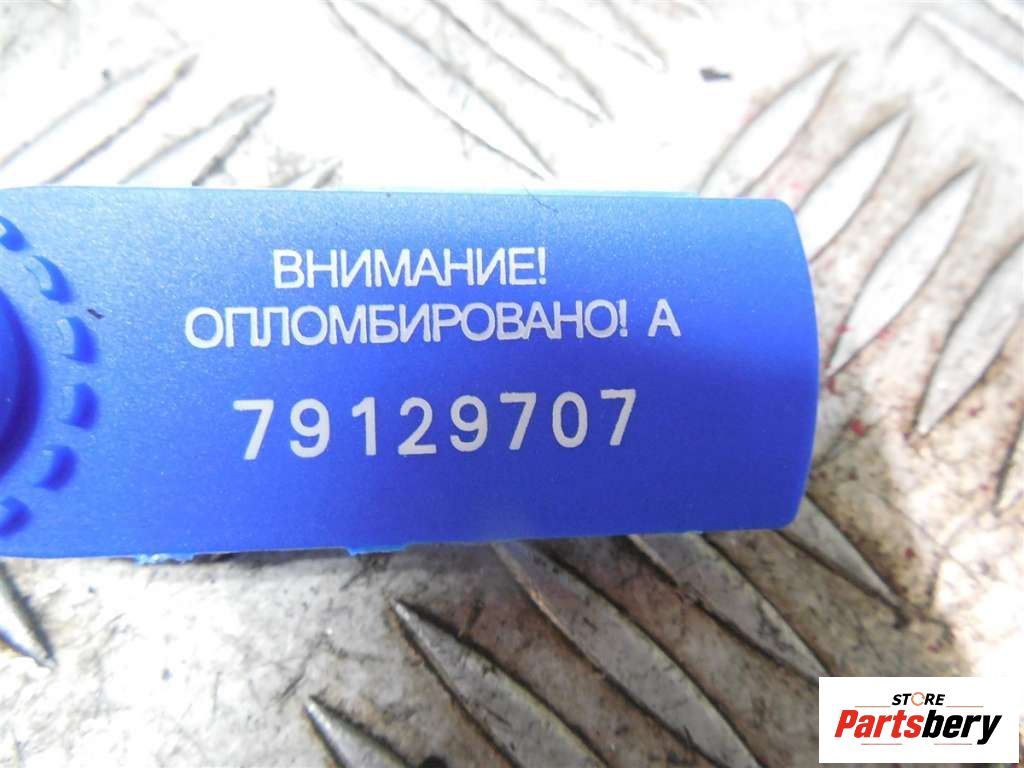 ВНИМАНИЕ!
ОПЛОМБИРОВАНО! А
79129707
STORE
Partsbery